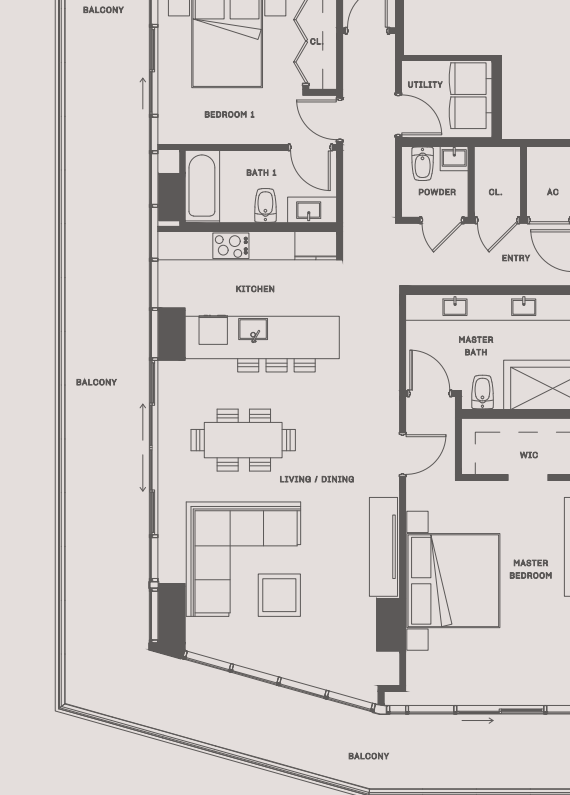 BALCONY
CL.
UTILITY
BEDROOM 1
BATH 1
POWDER
CL.
AC
ENTRY
KITCHEN
MASTER
BATH
BALCONY
WIC
LIVING / DINING
MASTER
BEDROOM
BALCONY